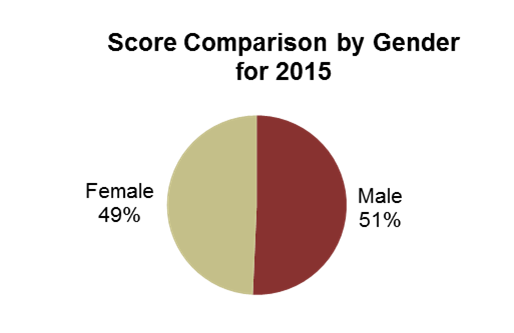 Score Comparison by Gender
for 2015
Female
49%
Male
51%